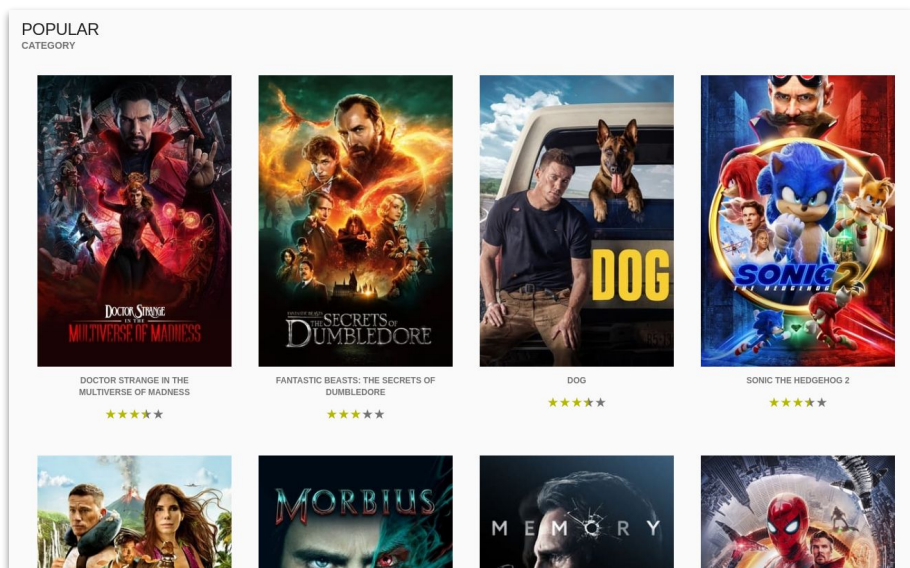 POPULAR
CATEGORY
DOCTOR STRANGE
IN THE
MULTIVERSE OF MADNESS
FANTASTIC BEASTS
THE SECRETS OF
DUMBLEDORE
DOG
SONIC 2
THE HEDGEHOG
DOCTOR STRANGE IN THE
MULTIVERSE OF MADNESS
FANTASTIC BEASTS: THE SECRETS OF
DUMBLEDORE
DOG
SONIC THE HEDGEHOG 2
MORBIUS
MEMORY